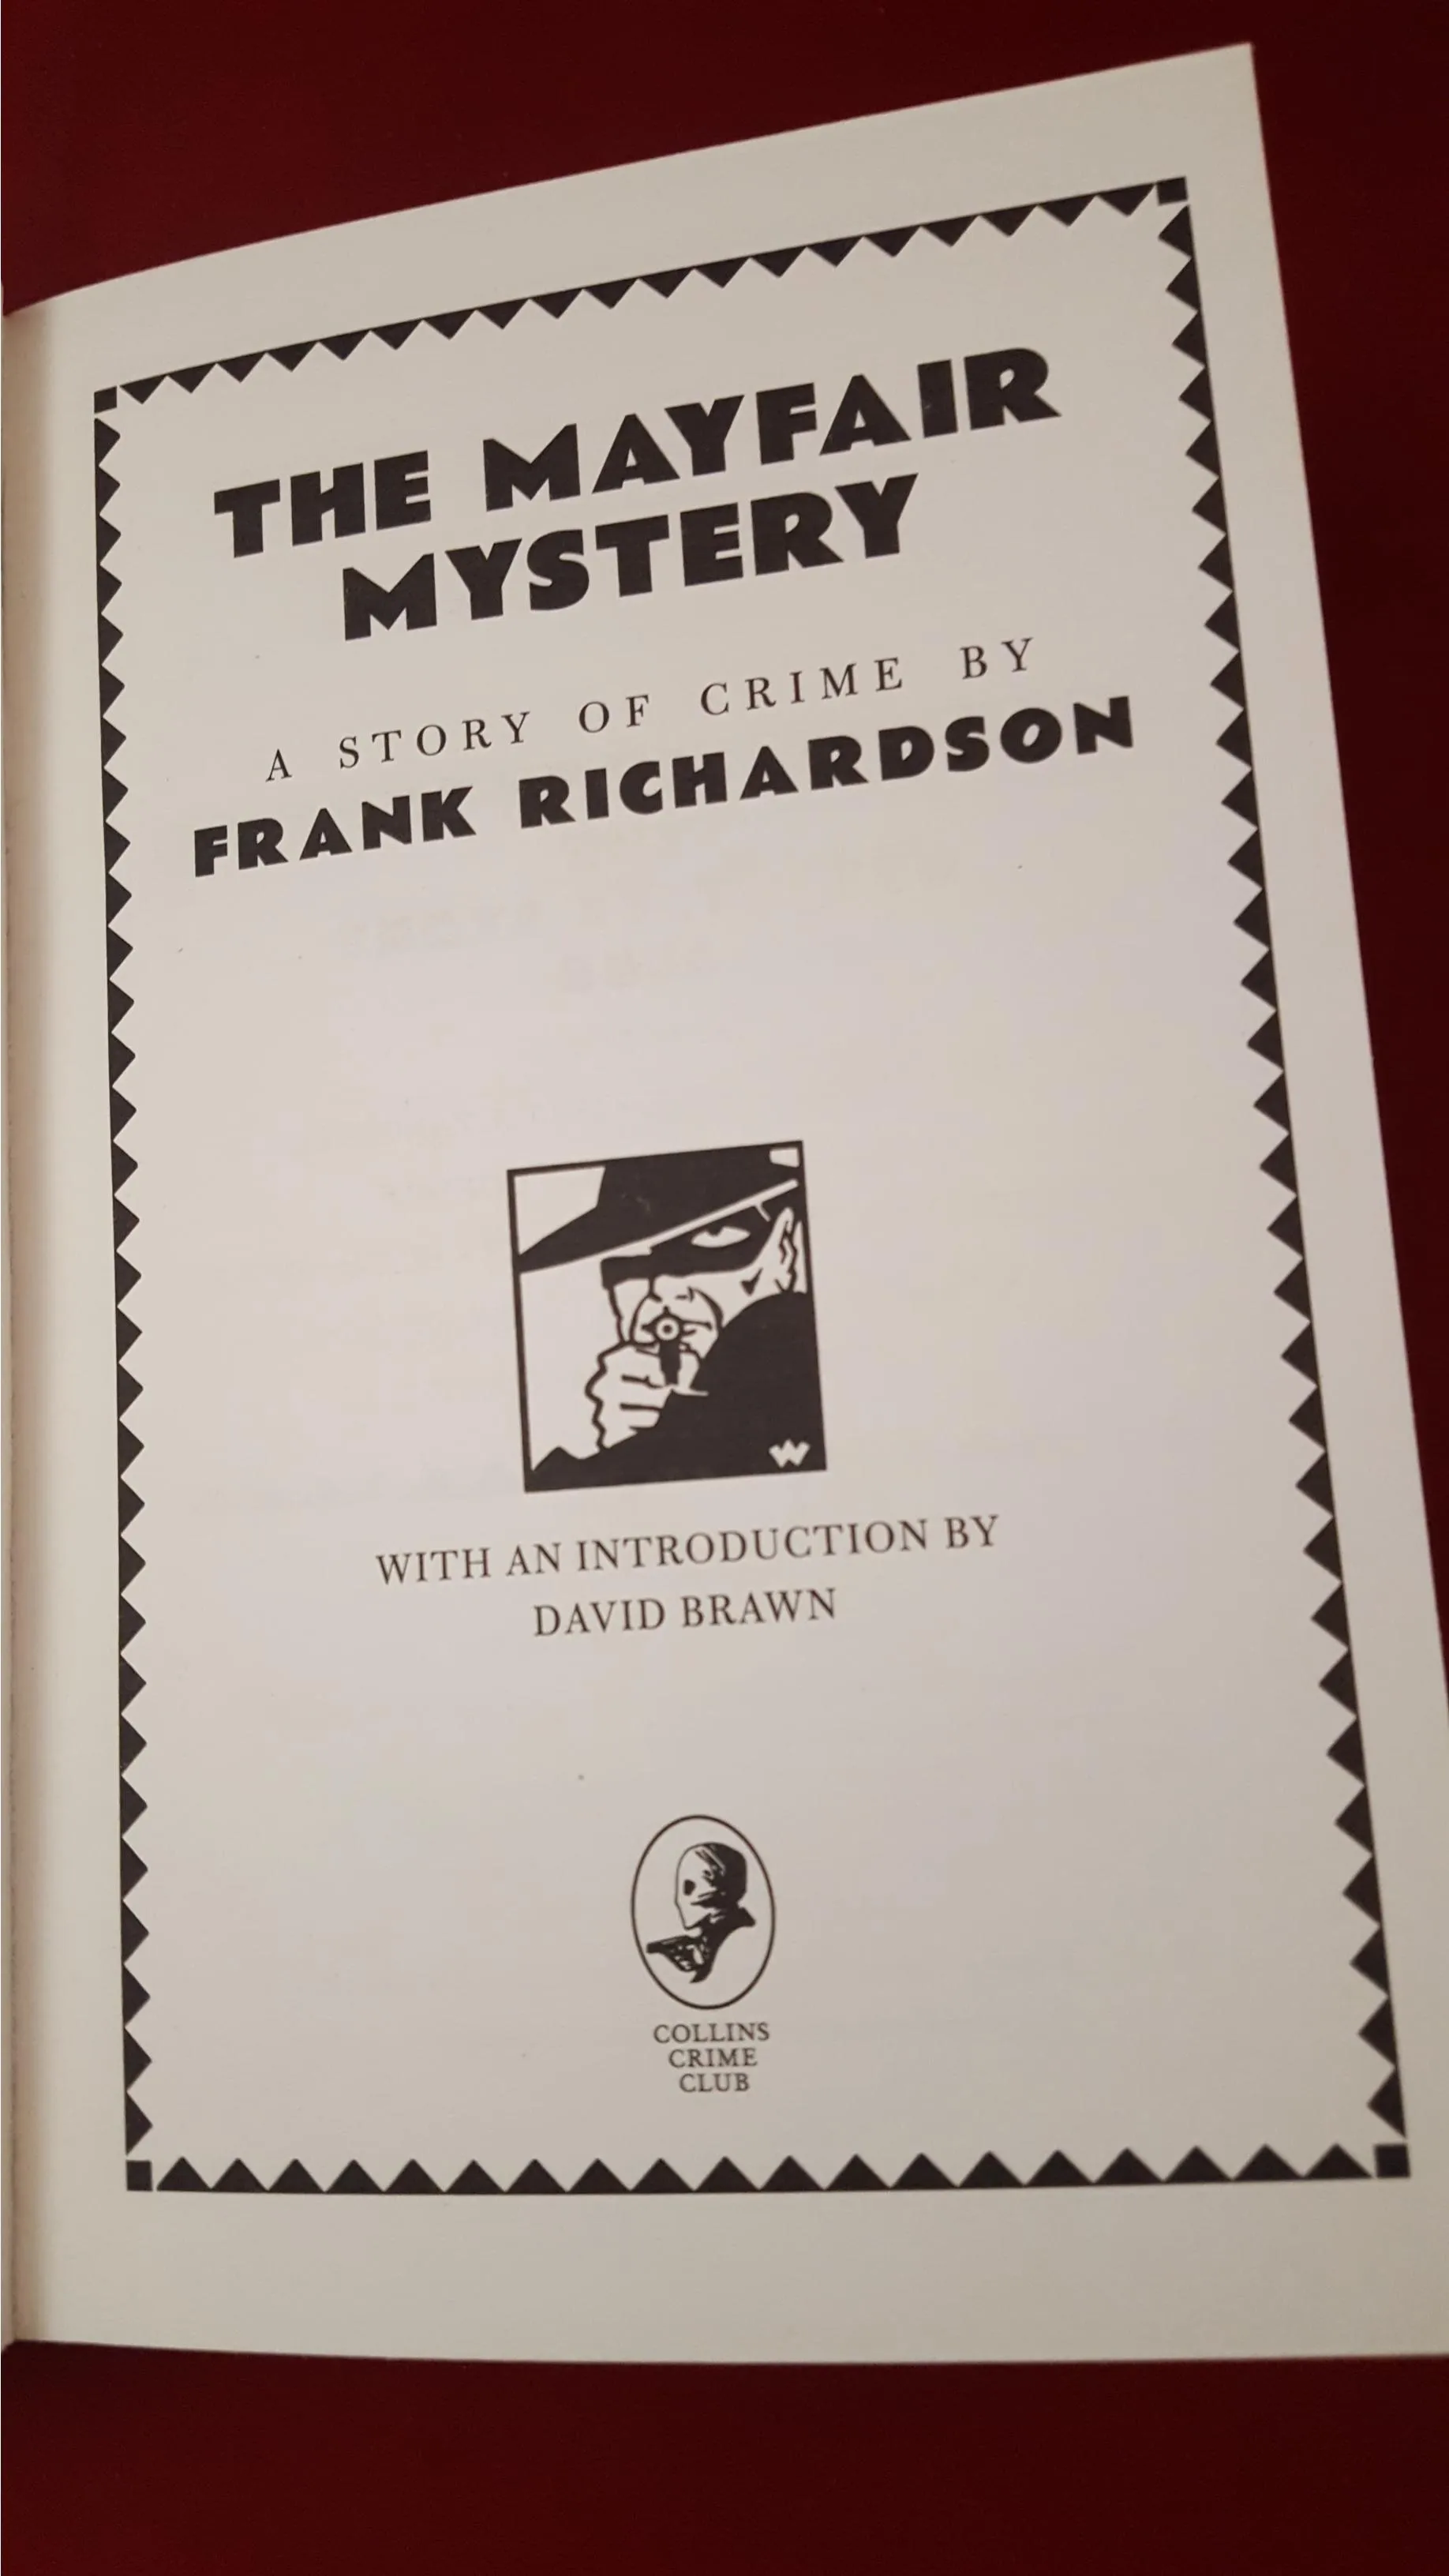 THE MAYFAIR
MYSTERY
A STORY OF CRIME BY
FRANK RICHARDSON
W
WITH AN INTRODUCTION BY
DAVID BRAWN
COLLINS
CRIME
CLUB